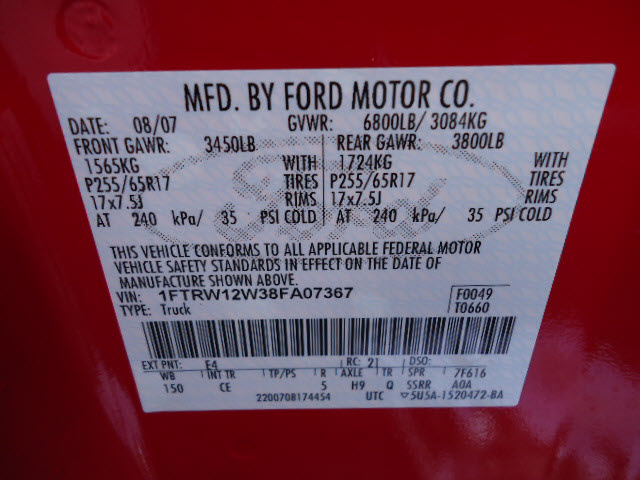 MFD. BY FORD MOTOR CO.
DATE: 08/07 GVWR: 6800LB/ 3084KG
FRONT GAWR: 3450LB REAR GAWR: 3800LB
1565KG WITH 1724KG WITH
P255/65R17 TIRES P255/65R17 TIRES
17x7.5J RIMS 17x7.5J RIMS
AT 240 kPa/ 35 PSI COLD AT 240 kPa/ 35 PSI COLD
Ford
THIS VEHICLE CONFORMS TO ALL APPLICABLE FEDERAL MOTOR
VEHICLE SAFETY STANDARDS IN EFFECT ON THE DATE OF
MANUFACTURE SHOWN ABOVE.
VIN: 1FTRW12W38FA07367 F0049
TYPE: Truck T0660
EXT PNT: E4 RC: 21 DSO:
WB INT TR TP/PS R AXLE TR SPR 7F616
150 CE 5 H9 Q SSRR A0A
2200708174454 UTC ▽5U5A-1520472-BA